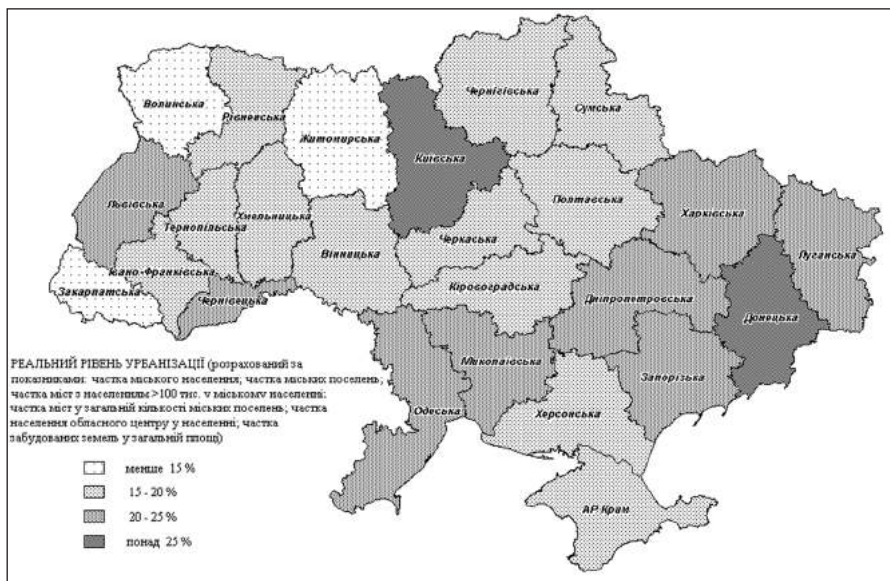 Волинська
Рівненська
Житомирська
Київська
Чернігівська
Сумська
Львівська
Тернопільська
Хмельницька
Вінницька
Черкаська
Полтавська
Харківська
Луганська
Закарпатська
Івано-Франківська
Чернівецька
Кіровоградська
Дніпропетровська
Донецька
Миколаївська
Запорізька
Одеська
Херсонська
АР Крим
РЕАЛЬНИЙ РІВЕНЬ УРБАНІЗАЦІЇ (розрахований за
показниками: частка міського населення; частка міських поселень;
частка міст з населенням >100 тис. у міському населенні;
частка міст у загальній кількості міських поселень; частка
населення обласного центру у населенні; частка
забудованих земель у загальній площі)
менше 15 %
15 - 20 %
20 - 25 %
понад 25 %